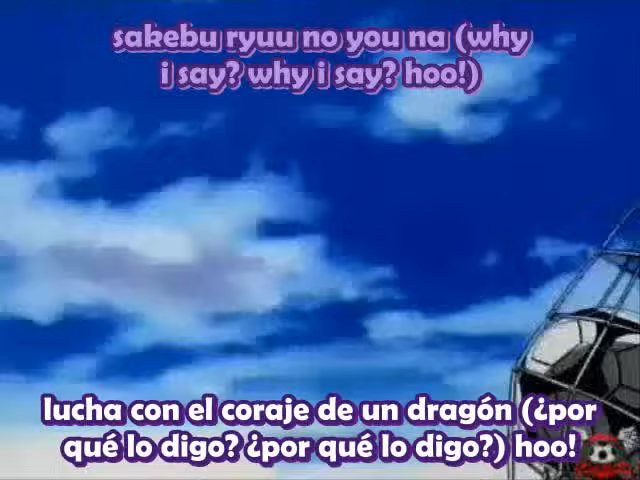 sakebu ryuu no you na (why
i say? why i say? hoo!)
lucha con el coraje de un dragón (¿por
qué lo digo? ¿por qué lo digo?) hoo!